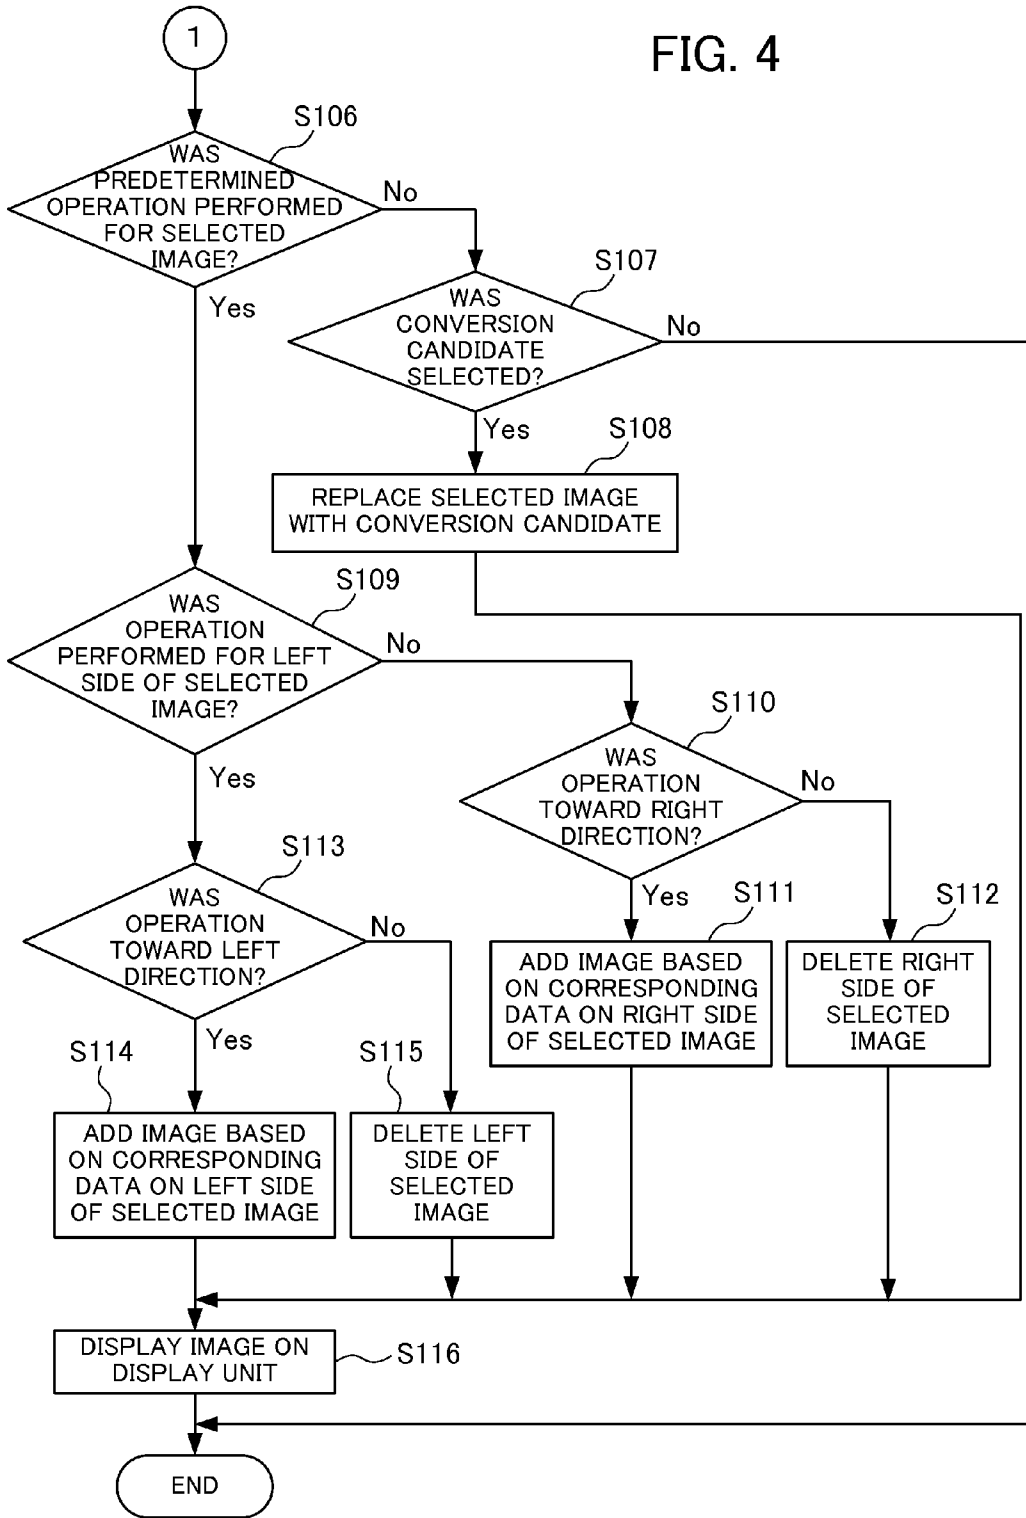 1
FIG. 4
S106
WAS
PREDETERMINED
OPERATION PERFORMED
FOR SELECTED
IMAGE?
No
Yes
S107
WAS
CONVERSION
CANDIDATE
SELECTED?
No
Yes
S108
REPLACE SELECTED IMAGE
WITH CONVERSION CANDIDATE
S109
WAS
OPERATION
PERFORMED FOR LEFT
SIDE OF SELECTED
IMAGE?
No
Yes
S110
WAS
OPERATION
TOWARD RIGHT
DIRECTION?
No
Yes
S111
ADD IMAGE BASED
ON CORRESPONDING
DATA ON RIGHT SIDE
OF SELECTED IMAGE
S112
DELETE RIGHT
SIDE OF
SELECTED
IMAGE
S113
WAS
OPERATION
TOWARD LEFT
DIRECTION?
No
Yes
S114
ADD IMAGE BASED
ON CORRESPONDING
DATA ON LEFT SIDE
OF SELECTED IMAGE
S115
DELETE LEFT
SIDE OF
SELECTED
IMAGE
DISPLAY IMAGE ON
DISPLAY UNIT
S116
END